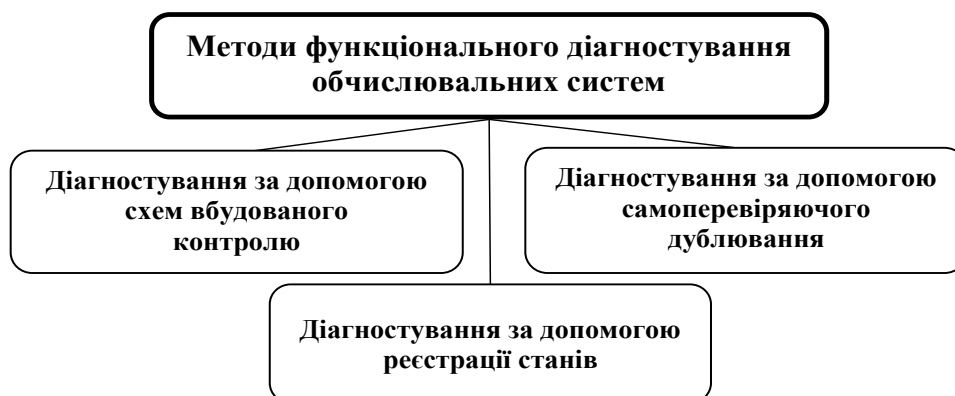 Методи функціонального діагностування
обчислювальних систем
Діагностування за допомогою
схем вбудованого
контролю
Діагностування за допомогою
самоперевіряючого
дублювання
Діагностування за допомогою
реєстрації станів